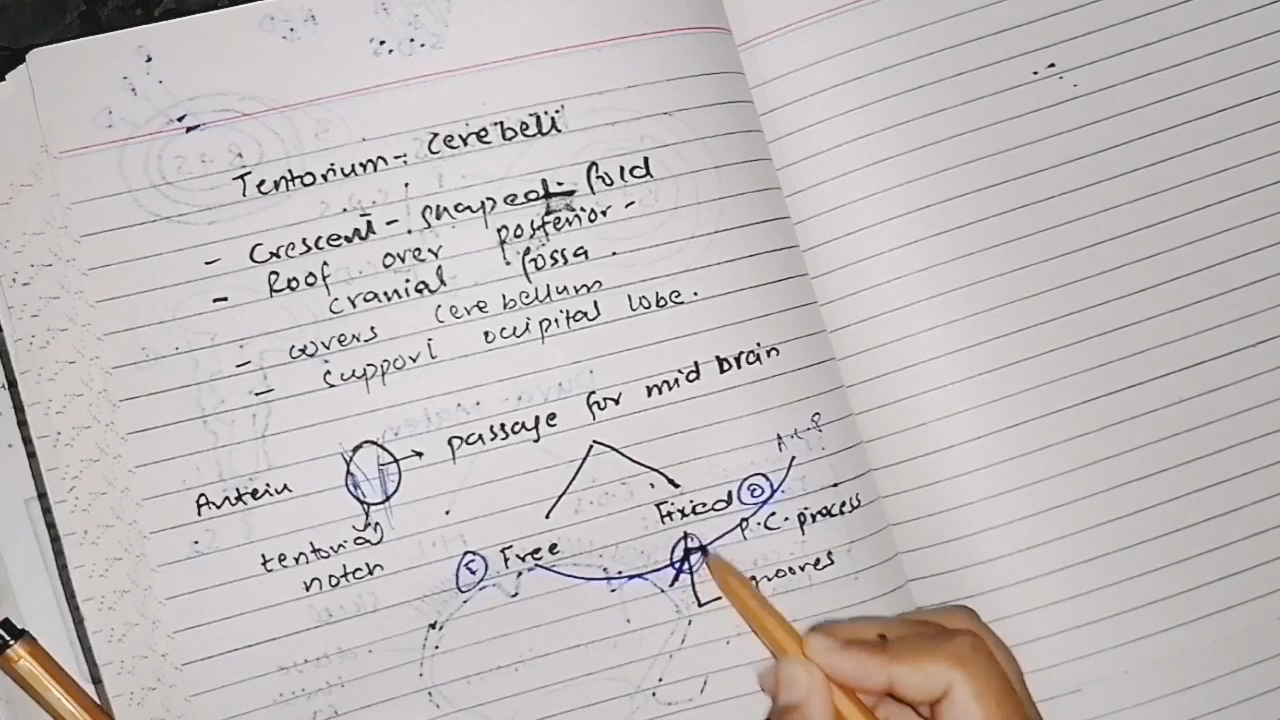 Tentorium-: cerebeli
- Crescent - shaped fold
- Roof over posterior -
cranial fossa.
- covers cerebellum
- support occipital lobe.
passage for mid brain
A.C.P
Anterior
Fixed O
P.C. process
tentorial
notch
F Free
grooves